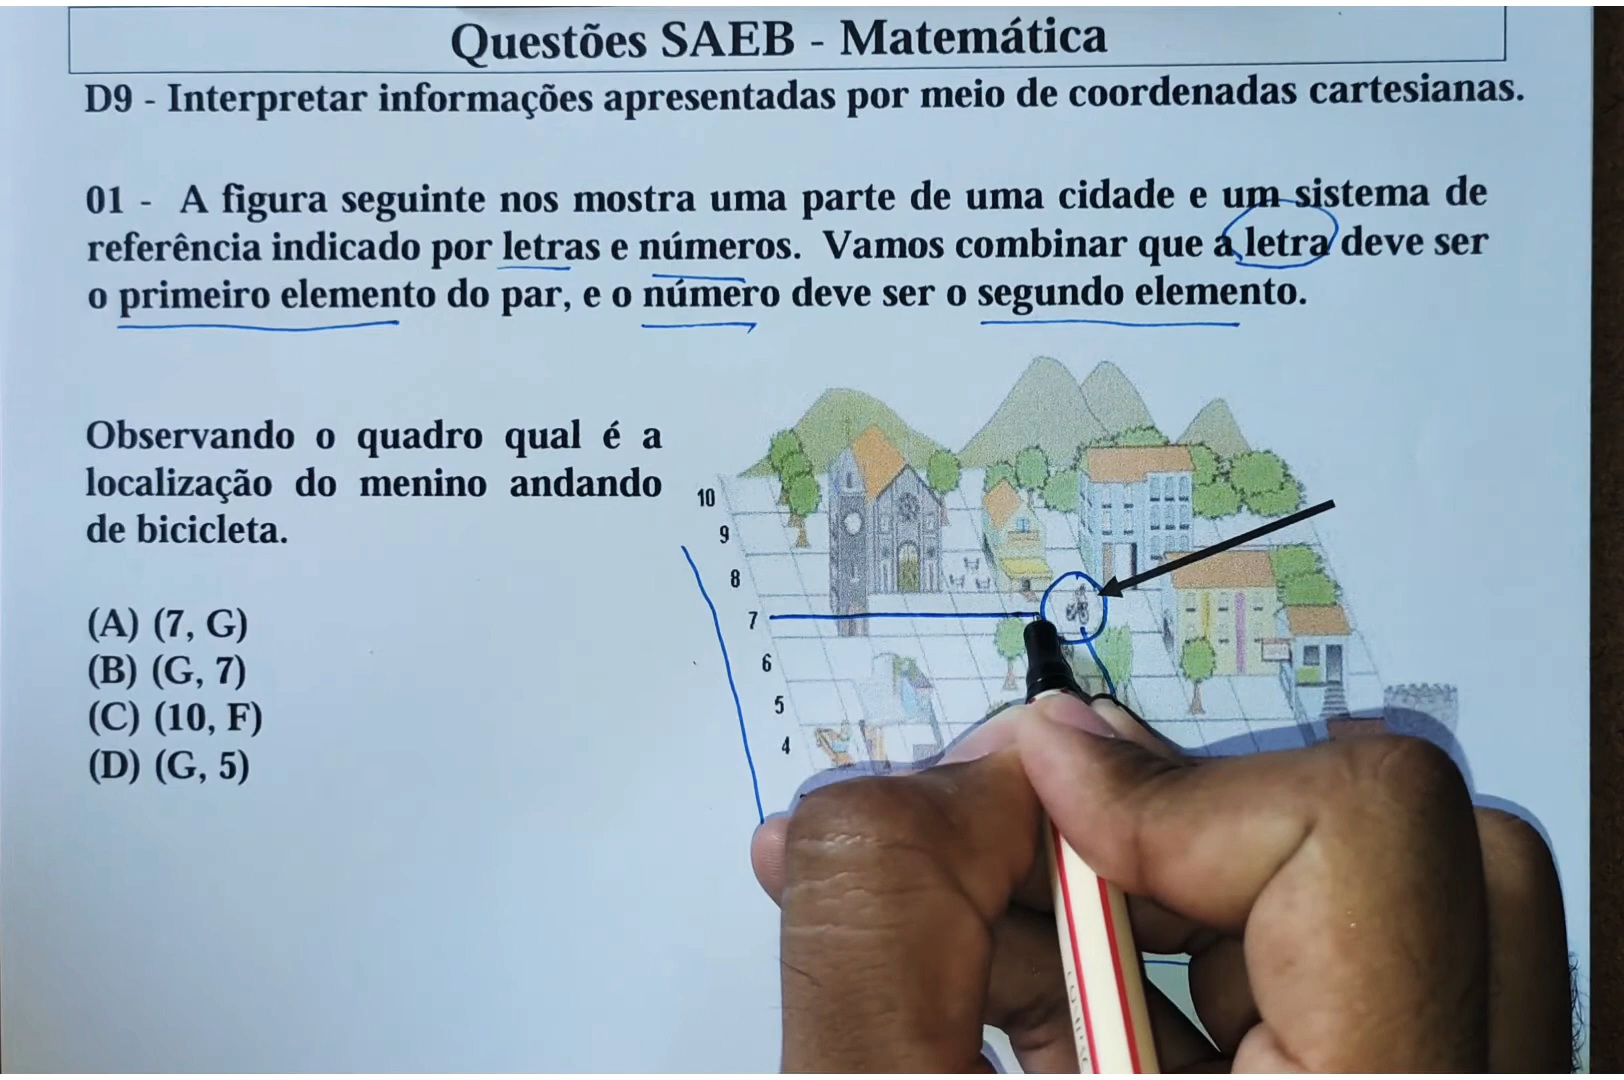 Questões SAEB - Matemática
D9 - Interpretar informações apresentadas por meio de coordenadas cartesianas.
01 - A figura seguinte nos mostra uma parte de uma cidade e um sistema de
referência indicado por letras e números. Vamos combinar que a letra deve ser
o primeiro elemento do par, e o número deve ser o segundo elemento.
Observando o quadro qual é a
localização do menino andando
de bicicleta.
(A) (7, G)
(B) (G, 7)
(C) (10, F)
(D) (G, 5)
10
9
8
7
6
5
4